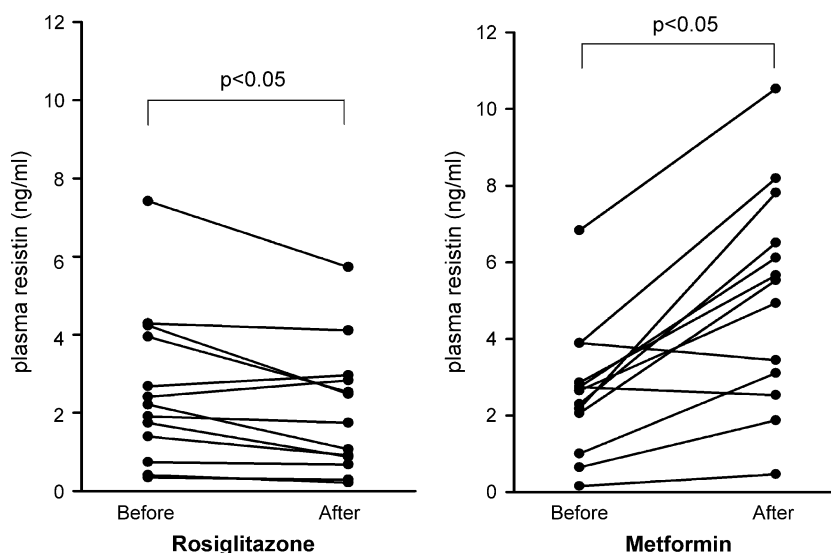 12
10
8
6
4
2
0
plasma resistin (ng/ml)
p<0.05
Before
After
Rosiglitazone
12
10
8
6
4
2
0
plasma resistin (ng/ml)
p<0.05
Before
After
Metformin